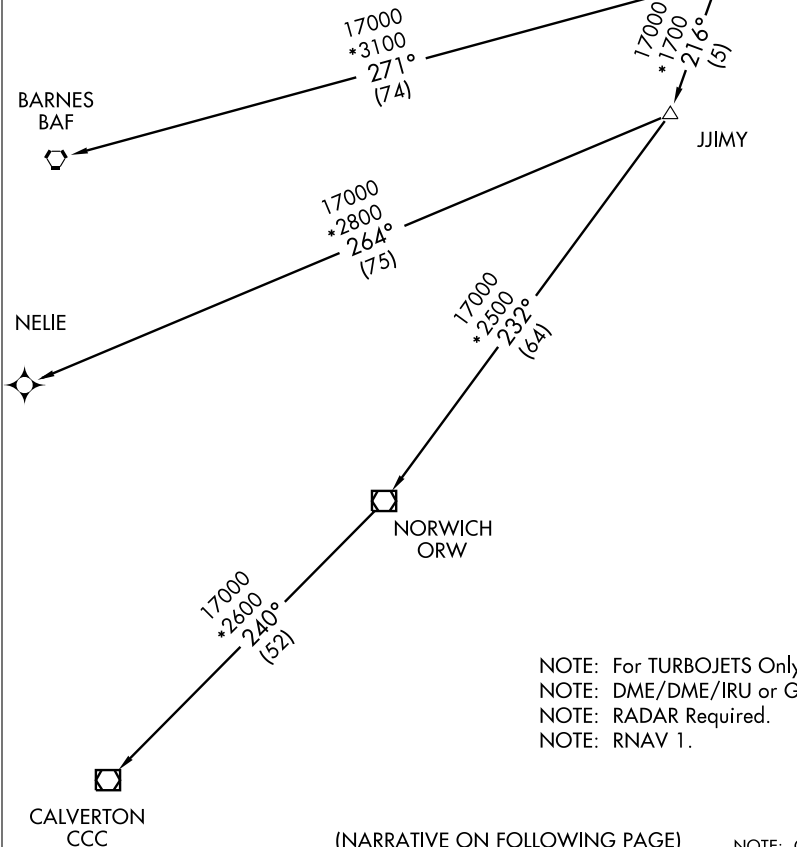 17000
*3100
271°
(74)
17000
*1700
216°
(5)
BARNES
BAF
JJIMY
17000
*2800
264°
(75)
17000
*2500
232°
(64)
NELIE
NORWICH
ORW
17000
*2600
240°
(52)
NOTE: For TURBOJETS Only
NOTE: DME/DME/IRU or G
NOTE: RADAR Required.
NOTE: RNAV 1.
CALVERTON
CCC
(NARRATIVE ON FOLLOWING PAGE)
NOTE: